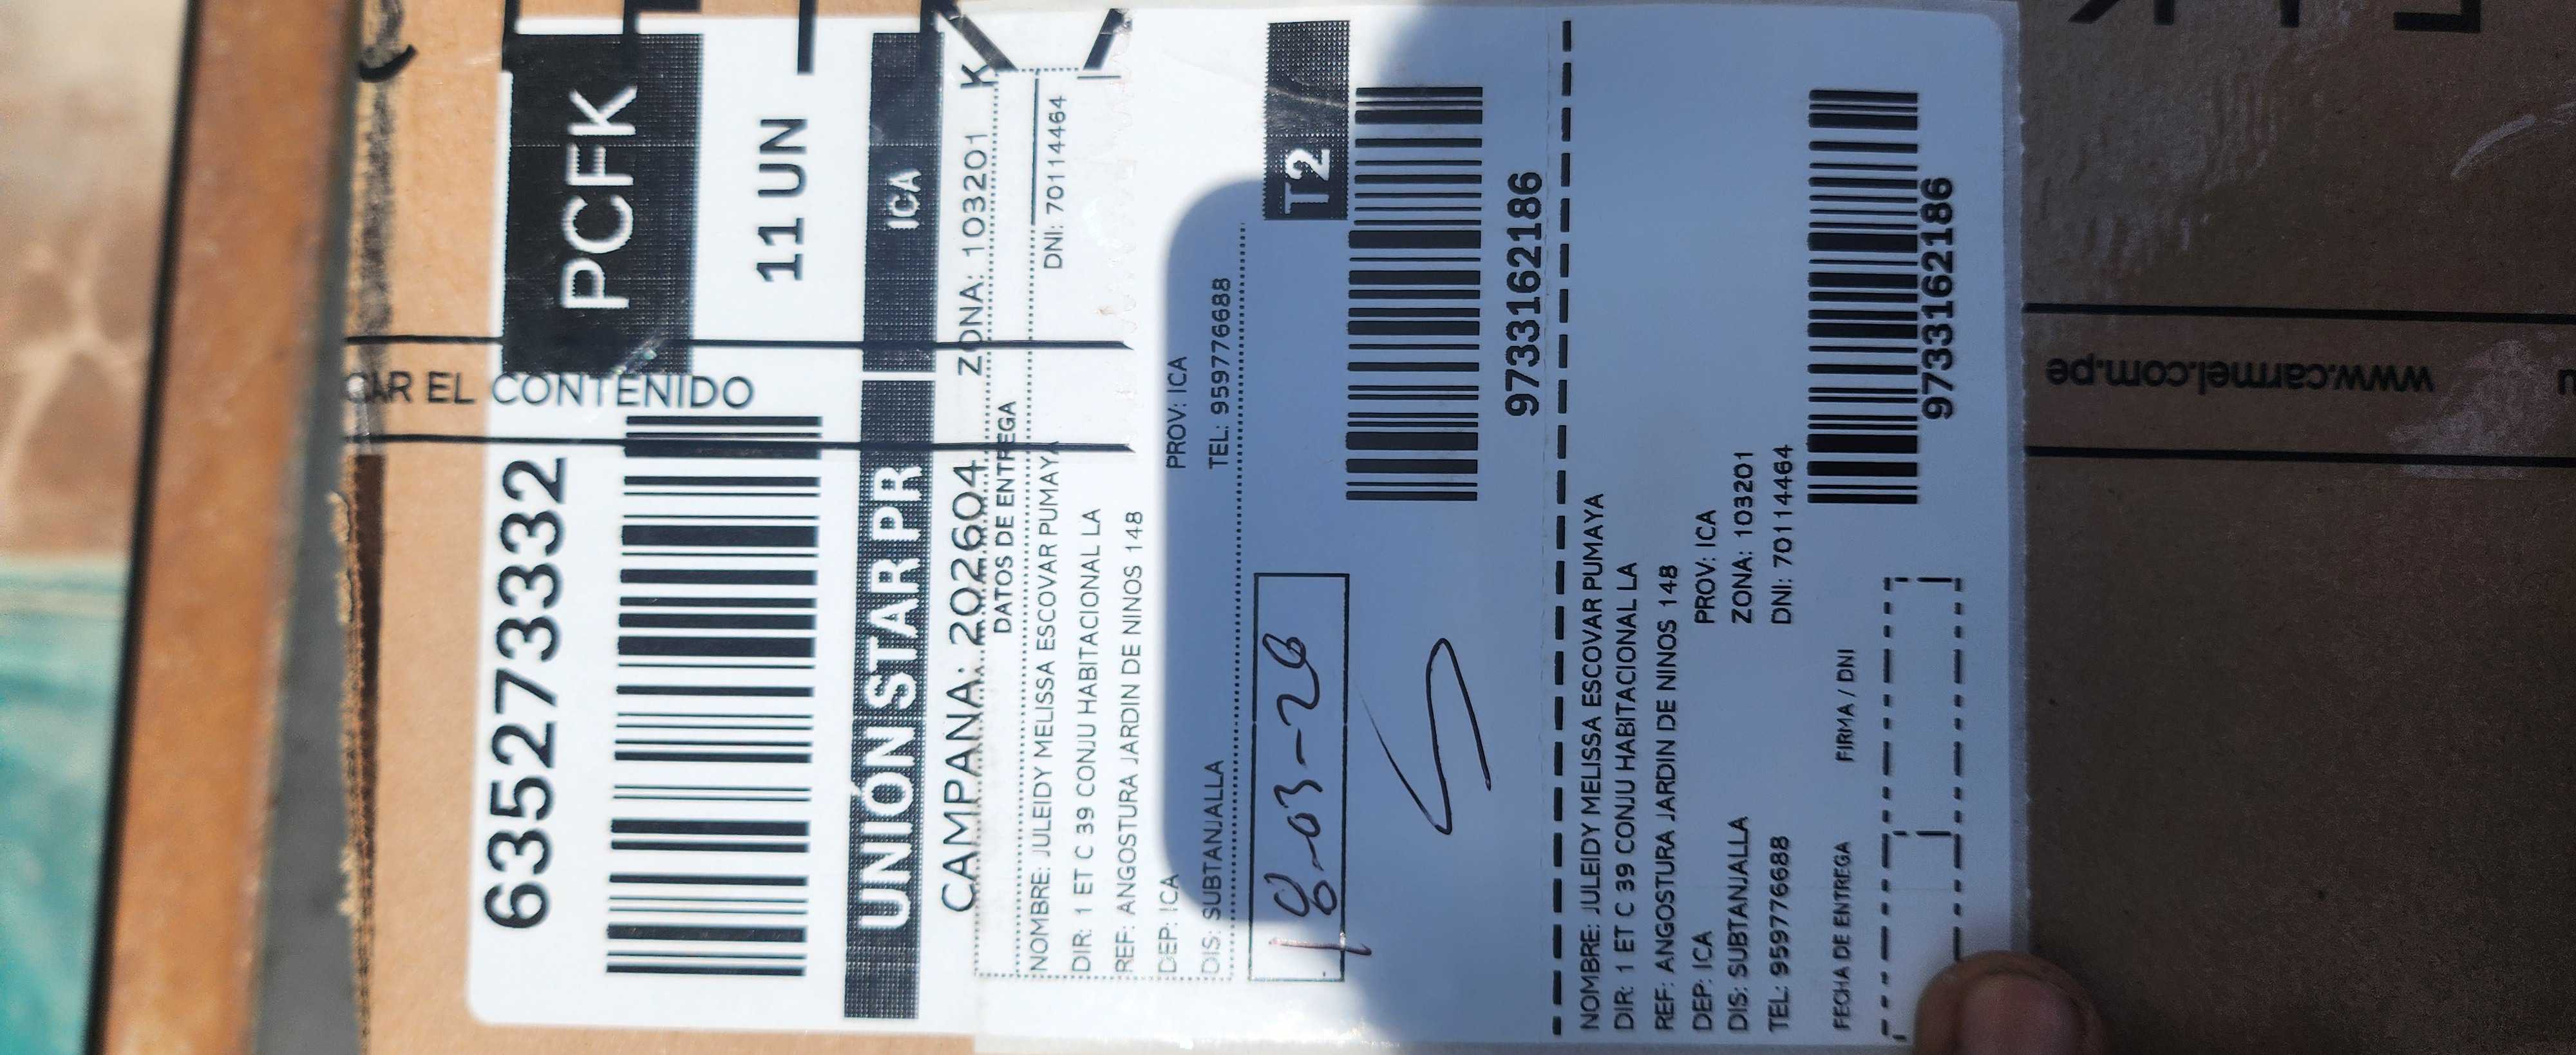 PCFK
6352733332
11 UN
CAR EL CONTENIDO
UNIÓNSTAR PR ICA
CAMPANA: 202604 ZONA: 103201 K
DATOS DE ENTREGA
NOMBRE: JULEIDY MELISSA ESCOVAR PUMAYA DNI: 70114464
DIR: 1 ET C 39 CONJU HABITACIONAL LA
REF: ANGOSTURA JARDIN DE NINOS 148
DEP: ICA PROV: ICA
DIS: SUBTANJALLA TEL: 959776688
18-03-26 T2
9733162186
NOMBRE: JULEIDY MELISSA ESCOVAR PUMAYA
DIR: 1 ET C 39 CONJU HABITACIONAL LA
REF: ANGOSTURA JARDIN DE NINOS 148
DEP: ICA PROV: ICA
DIS: SUBTANJALLA ZONA: 103201
TEL: 959776688 DNI: 70114464
FECHA DE ENTREGA FIRMA / DNI
9733162186
www.carmel.com.pe